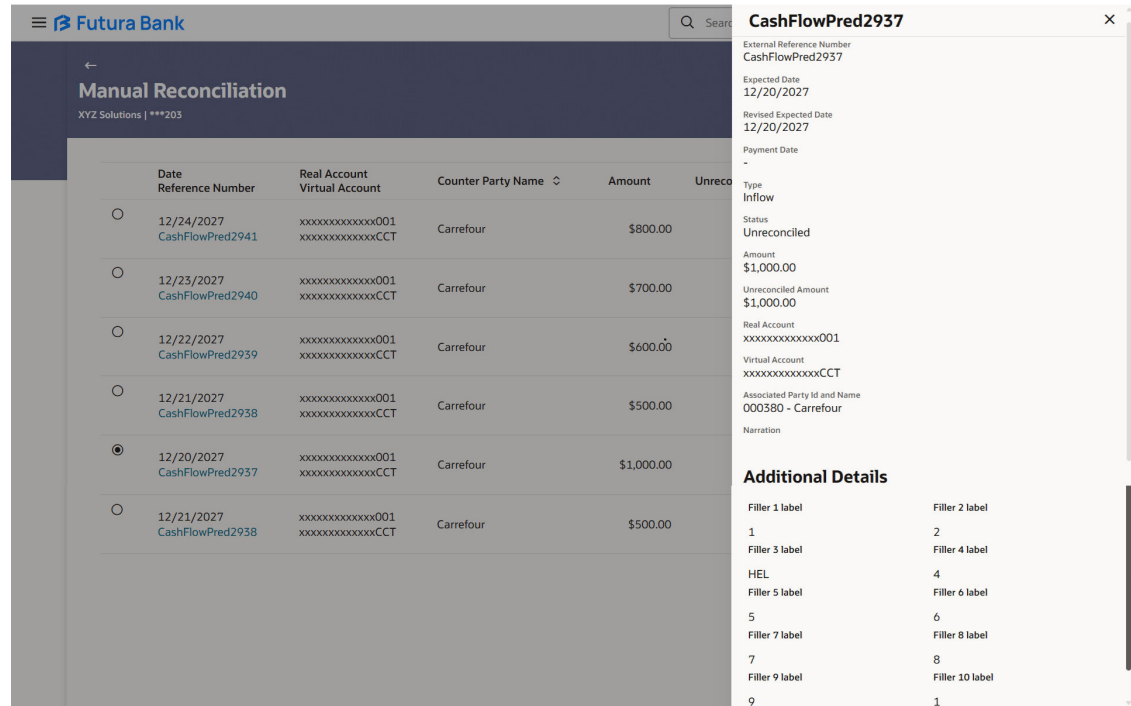 Futura Bank
Sear
Manual Reconciliation
XYZ Solutions | ***203
Date
Reference Number
Real Account
Virtual Account
Counter Party Name
Amount
Unreco
12/24/2027
CashFlowPred2941
xxxxxxxxxxxxx001
xxxxxxxxxxxxxCCT
Carrefour
$800.00
12/23/2027
CashFlowPred2940
xxxxxxxxxxxxx001
xxxxxxxxxxxxxCCT
Carrefour
$700.00
12/22/2027
CashFlowPred2939
xxxxxxxxxxxxx001
xxxxxxxxxxxxxCCT
Carrefour
$600.00
12/21/2027
CashFlowPred2938
xxxxxxxxxxxxx001
xxxxxxxxxxxxxCCT
Carrefour
$500.00
12/20/2027
CashFlowPred2937
xxxxxxxxxxxxx001
xxxxxxxxxxxxxCCT
Carrefour
$1,000.00
12/21/2027
CashFlowPred2938
xxxxxxxxxxxxx001
xxxxxxxxxxxxxCCT
Carrefour
$500.00
CashFlowPred2937
External Reference Number
CashFlowPred2937
Expected Date
12/20/2027
Revised Expected Date
12/20/2027
Payment Date
-
Type
Inflow
Status
Unreconciled
Amount
$1,000.00
Unreconciled Amount
$1,000.00
Real Account
xxxxxxxxxxxxx001
Virtual Account
xxxxxxxxxxxxxCCT
Associated Party Id and Name
000380 - Carrefour
Narration
Additional Details
Filler 1 label
Filler 2 label
1
2
Filler 3 label
Filler 4 label
HEL
4
Filler 5 label
Filler 6 label
5
6
Filler 7 label
Filler 8 label
7
8
Filler 9 label
Filler 10 label
9
1